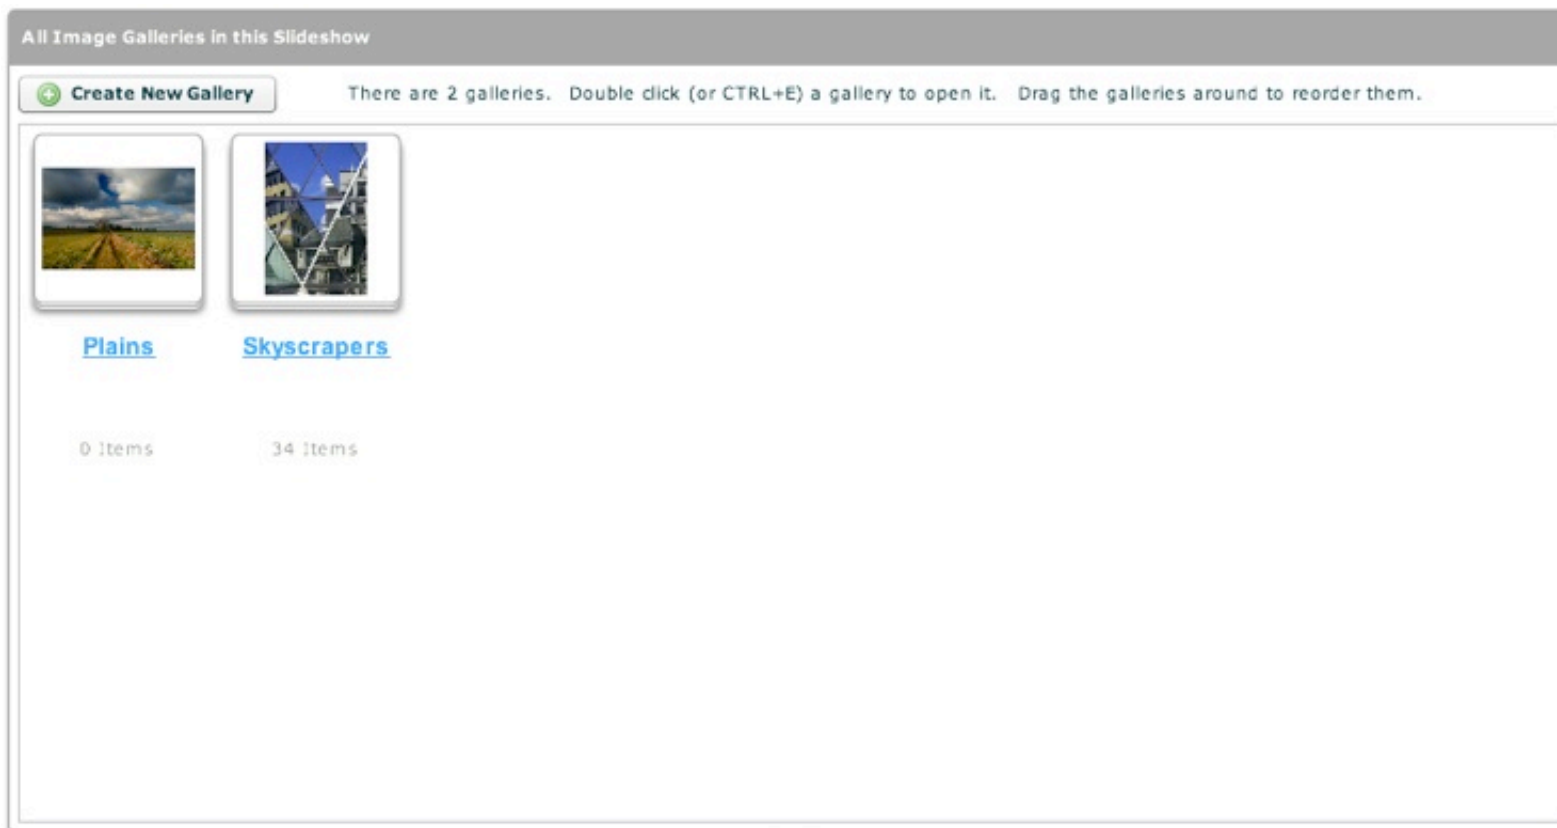 All Image Galleries in this Slideshow
Create New Gallery
There are 2 galleries. Double click (or CTRL+E) a gallery to open it. Drag the galleries around to reorder them.
Plains
Skyscrapers
0 Items
34 Items